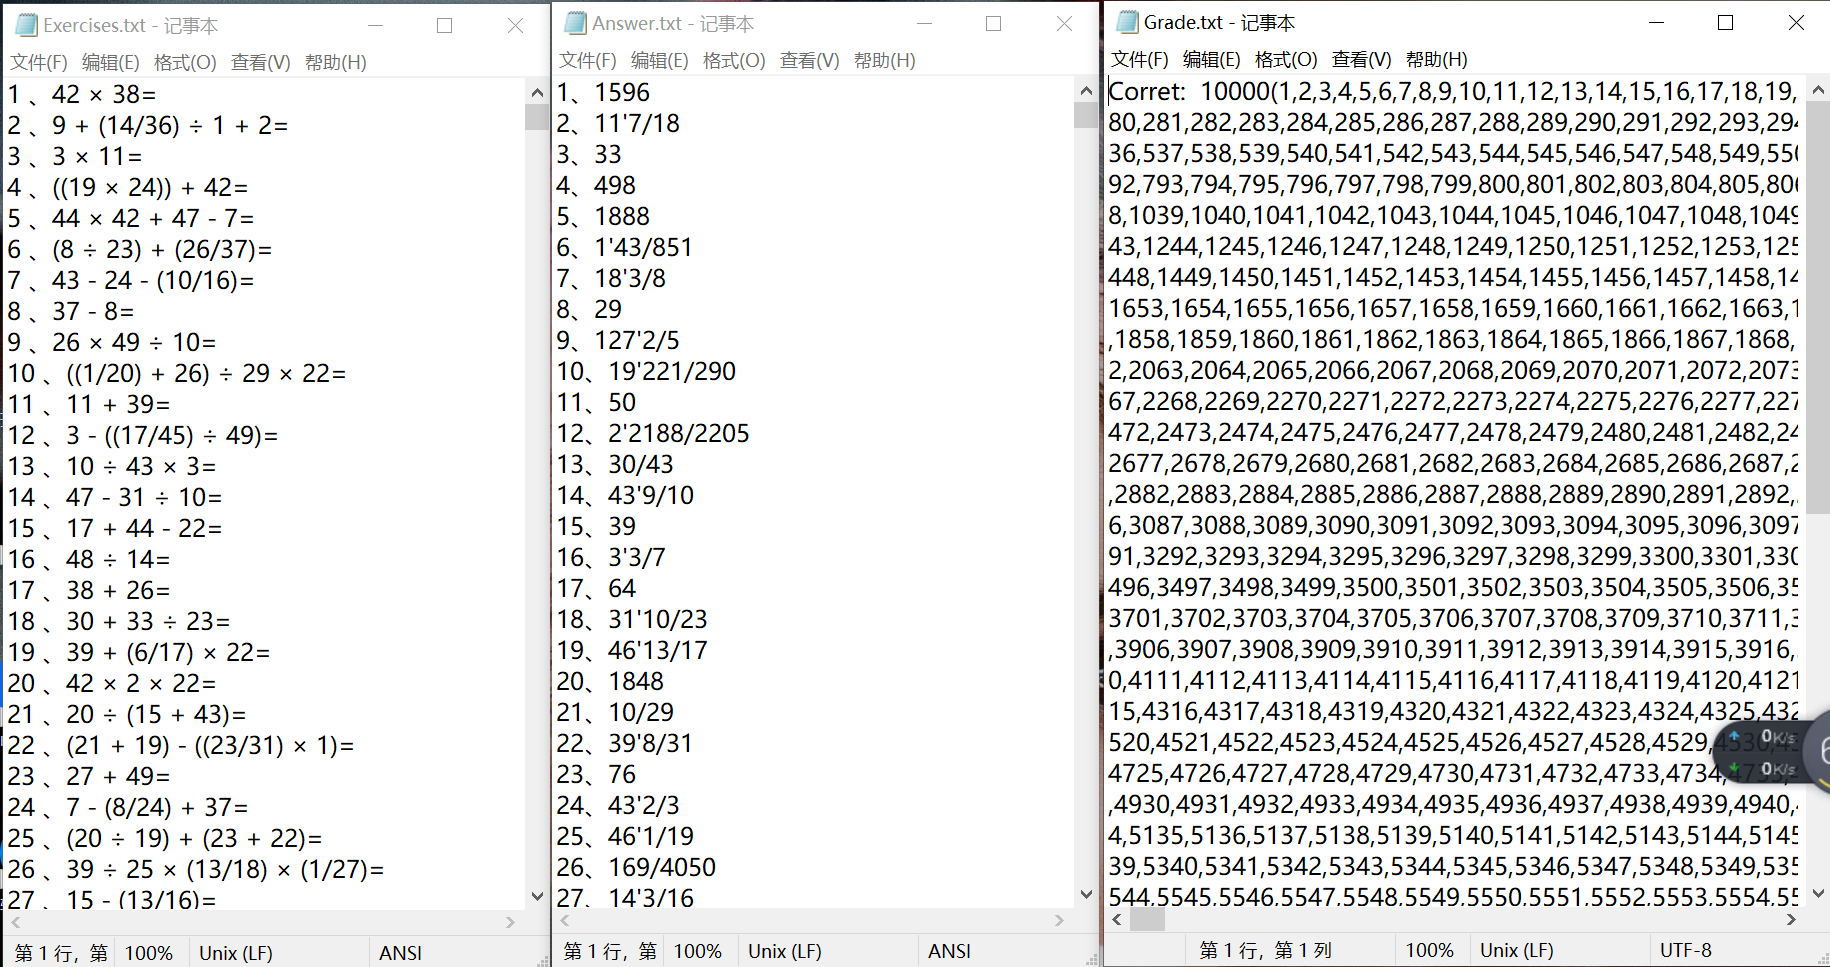 Exercises.txt - 记事本
文件(F) 编辑(E) 格式(O) 查看(V) 帮助(H)
1 、42 × 38=
2 、9 + (14/36) ÷ 1 + 2=
3 、3 × 11=
4 、((19 × 24)) + 42=
5 、44 × 42 + 47 - 7=
6 、(8 ÷ 23) + (26/37)=
7 、43 - 24 - (10/16)=
8 、37 - 8=
9 、26 × 49 ÷ 10=
10 、((1/20) + 26) ÷ 29 × 22=
11 、11 + 39=
12 、3 - ((17/45) ÷ 49)=
13 、10 ÷ 43 × 3=
14 、47 - 31 ÷ 10=
15 、17 + 44 - 22=
16 、48 ÷ 14=
17 、38 + 26=
18 、30 + 33 ÷ 23=
19 、39 + (6/17) × 22=
20 、42 × 2 × 22=
21 、20 ÷ (15 + 43)=
22 、(21 + 19) - ((23/31) × 1)=
23 、27 + 49=
24 、7 - (8/24) + 37=
25 、(20 ÷ 19) + (23 + 22)=
26 、39 ÷ 25 × (13/18) × (1/27)=
27 、15 - (13/16)=
第 1 行，第 100% Unix (LF) ANSI
Answer.txt - 记事本
文件(F) 编辑(E) 格式(O) 查看(V) 帮助(H)
1、1596
2、11'7/18
3、33
4、498
5、1888
6、1'43/851
7、18'3/8
8、29
9、127'2/5
10、19'221/290
11、50
12、2'2188/2205
13、30/43
14、43'9/10
15、39
16、3'3/7
17、64
18、31'10/23
19、46'13/17
20、1848
21、10/29
22、39'8/31
23、76
24、43'2/3
25、46'1/19
26、169/4050
27、14'3/16
第 1 行，第 100% Unix (LF) ANSI
Grade.txt - 记事本
文件(F) 编辑(E) 格式(O) 查看(V) 帮助(H)
Corret: 10000(1,2,3,4,5,6,7,8,9,10,11,12,13,14,15,16,17,18,19,
80,281,282,283,284,285,286,287,288,289,290,291,292,293,294
36,537,538,539,540,541,542,543,544,545,546,547,548,549,550
92,793,794,795,796,797,798,799,800,801,802,803,804,805,806
8,1039,1040,1041,1042,1043,1044,1045,1046,1047,1048,1049
43,1244,1245,1246,1247,1248,1249,1250,1251,1252,1253,125
448,1449,1450,1451,1452,1453,1454,1455,1456,1457,1458,14
1653,1654,1655,1656,1657,1658,1659,1660,1661,1662,1663,1
,1858,1859,1860,1861,1862,1863,1864,1865,1866,1867,1868,
2,2063,2064,2065,2066,2067,2068,2069,2070,2071,2072,2073
67,2268,2269,2270,2271,2272,2273,2274,2275,2276,2277,227
472,2473,2474,2475,2476,2477,2478,2479,2480,2481,2482,24
2677,2678,2679,2680,2681,2682,2683,2684,2685,2686,2687,2
,2882,2883,2884,2885,2886,2887,2888,2889,2890,2891,2892,
6,3087,3088,3089,3090,3091,3092,3093,3094,3095,3096,3097
91,3292,3293,3294,3295,3296,3297,3298,3299,3300,3301,330
496,3497,3498,3499,3500,3501,3502,3503,3504,3505,3506,35
3701,3702,3703,3704,3705,3706,3707,3708,3709,3710,3711,3
,3906,3907,3908,3909,3910,3911,3912,3913,3914,3915,3916,
0,4111,4112,4113,4114,4115,4116,4117,4118,4119,4120,4121
15,4316,4317,4318,4319,4320,4321,4322,4323,4324,4325,432
520,4521,4522,4523,4524,4525,4526,4527,4528,4529,4530,
4725,4726,4727,4728,4729,4730,4731,4732,4733,4734,4735,
,4930,4931,4932,4933,4934,4935,4936,4937,4938,4939,4940,
4,5135,5136,5137,5138,5139,5140,5141,5142,5143,5144,5145
39,5340,5341,5342,5343,5344,5345,5346,5347,5348,5349,535
544,5545,5546,5547,5548,5549,5550,5551,5552,5553,5554,55
0K/s
0K/s
第 1 行，第 1 列 100% Unix (LF) UTF-8